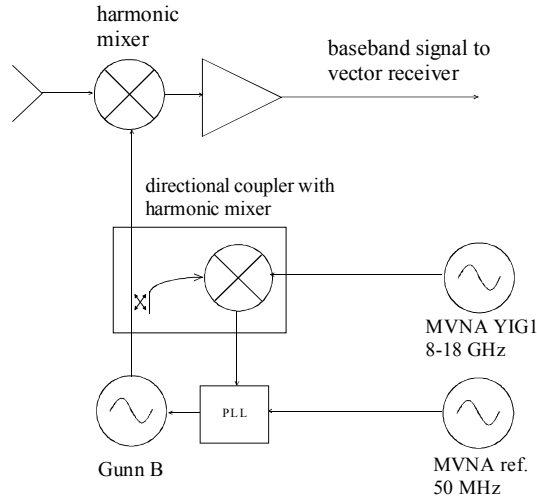 harmonic
mixer
baseband signal to
vector receiver
directional coupler with
harmonic mixer
MVNA YIG1
8-18 GHz
PLL
Gunn B
MVNA ref.
50 MHz